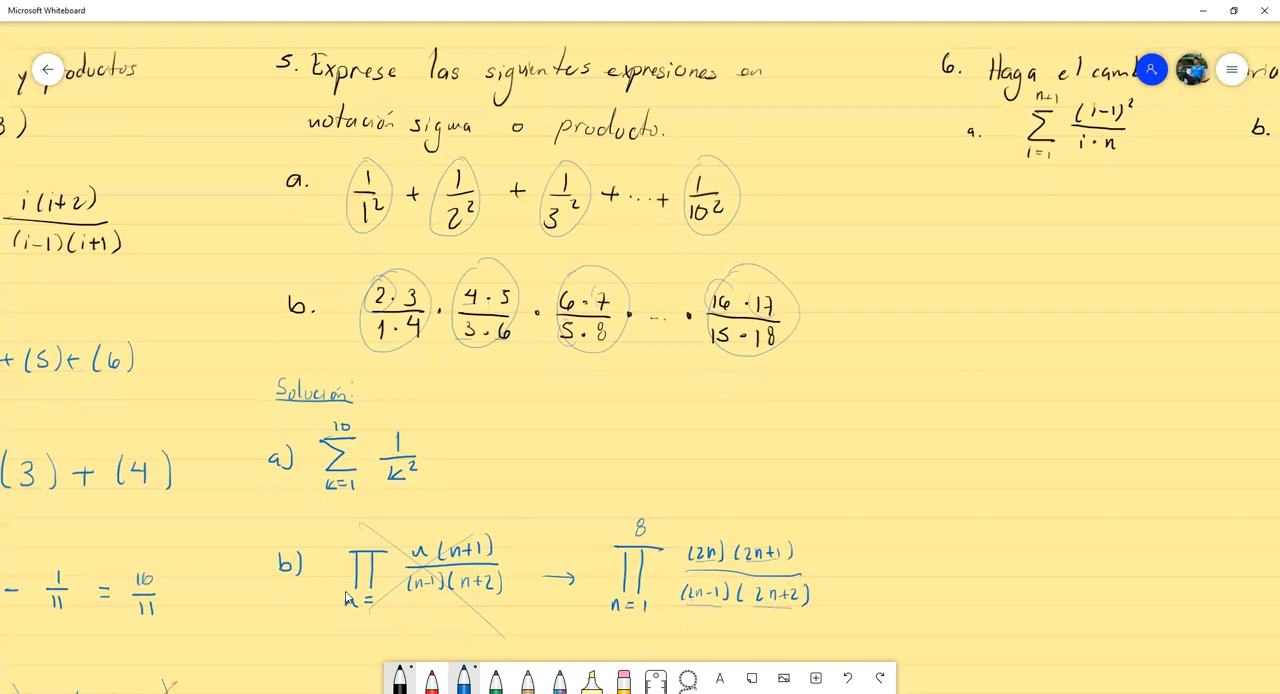 Microsoft Whiteboard
y productos
3)
i(i+2)
(i-1)(i+1)
+ (5) + (6)
(3) + (4)
- 1/11 = 10/11
5. Exprese las siguientes expresiones en
notación sigma o producto.
a. 1/1² + 1/2² + 1/3² + ... + 1/10²
b. 2·3/1·4 · 4·5/3·6 · 6·7/5·8 · ... · 16·17/15·18
Solución:
a) 10 ∑ k=1 1/k²
b) ∏ n= n(n+1)/(n-1)(n+2) → 8 ∏ n=1 (2n)(2n+1)/(2n-1)(2n+2)
6. Haga el
a. n+1 ∑ i=1 (i-1)²/i·n
b.